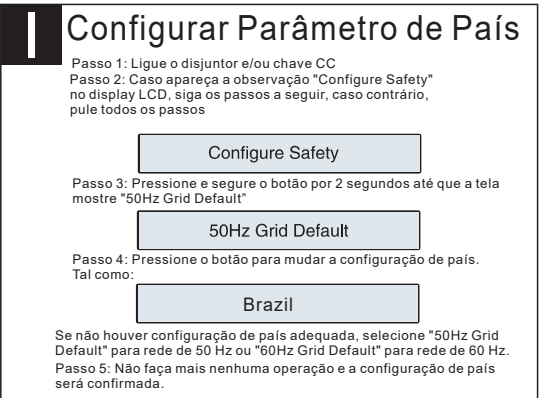 I
Configurar Parâmetro de País
Passo 1: Ligue o disjuntor e/ou chave CC
Passo 2: Caso apareça a observação "Configure Safety"
no display LCD, siga os passos a seguir, caso contrário,
pule todos os passos
Configure Safety
Passo 3: Pressione e segure o botão por 2 segundos até que a tela
mostre "50Hz Grid Default”
50Hz Grid Default
Passo 4: Pressione o botão para mudar a configuração de país.
Tal como:
Brazil
Se não houver configuração de país adequada, selecione "50Hz Grid
Default" para rede de 50 Hz ou "60Hz Grid Default" para rede de 60 Hz.
Passo 5: Não faça mais nenhuma operação e a configuração de país
será confirmada.